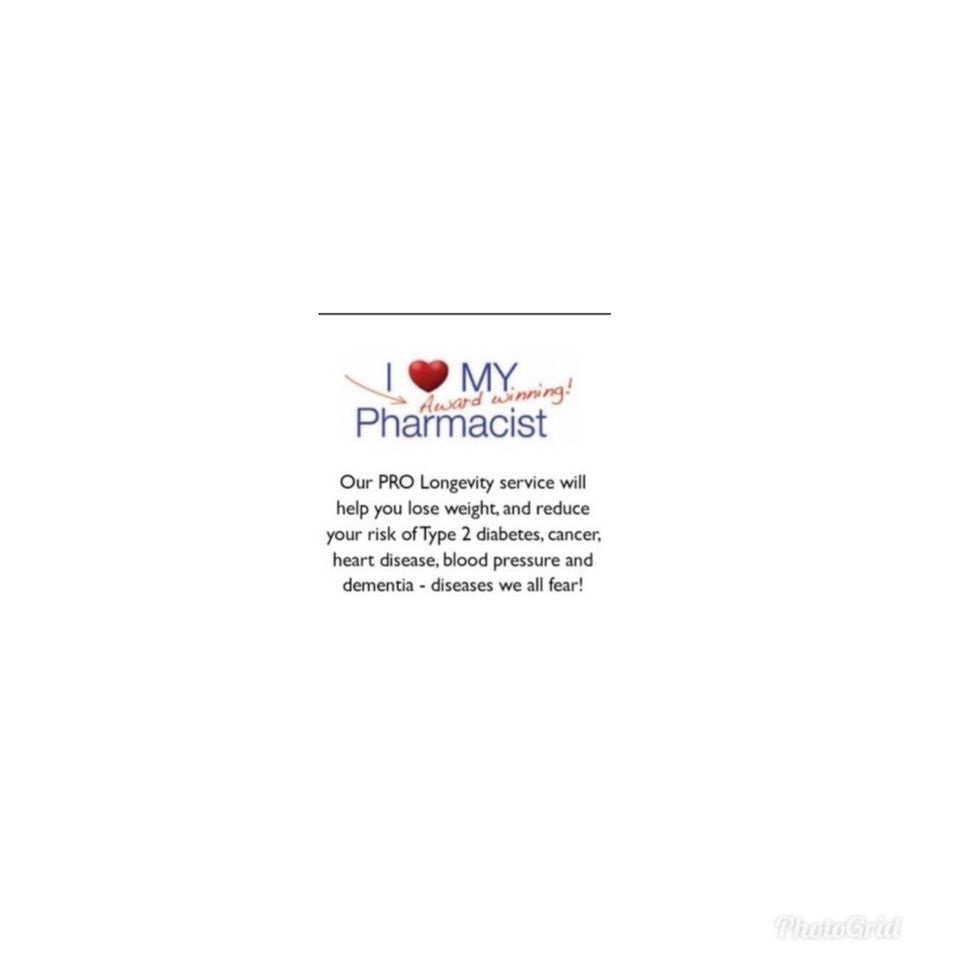 I ❤ MY
Award winning!
Pharmacist
Our PRO Longevity service will
help you lose weight, and reduce
your risk of Type 2 diabetes, cancer,
heart disease, blood pressure and
dementia - diseases we all fear!
PhotoGrid